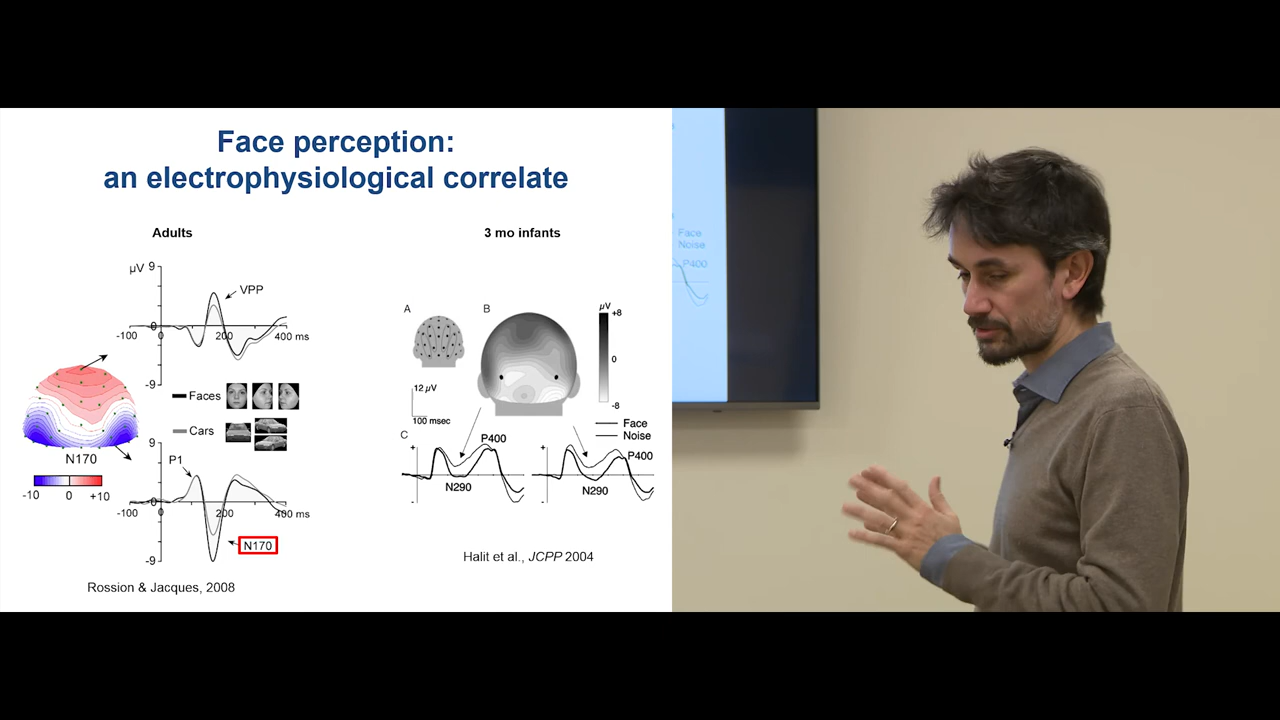 Face perception:
an electrophysiological correlate
Adults
µV
9
VPP
-100
0
200
400 ms
-9
Faces
Cars
N170
-10
0
+10
9
P1
-100
0
0
200
400 ms
N170
-9
Rossion & Jacques, 2008
3 mo infants
A
B
µV
+8
0
-8
12 µV
100 msec
Face
Noise
C
+
P400
N290
-
+
P400
N290
-
Halit et al., JCPP 2004
Face
Noise
P400